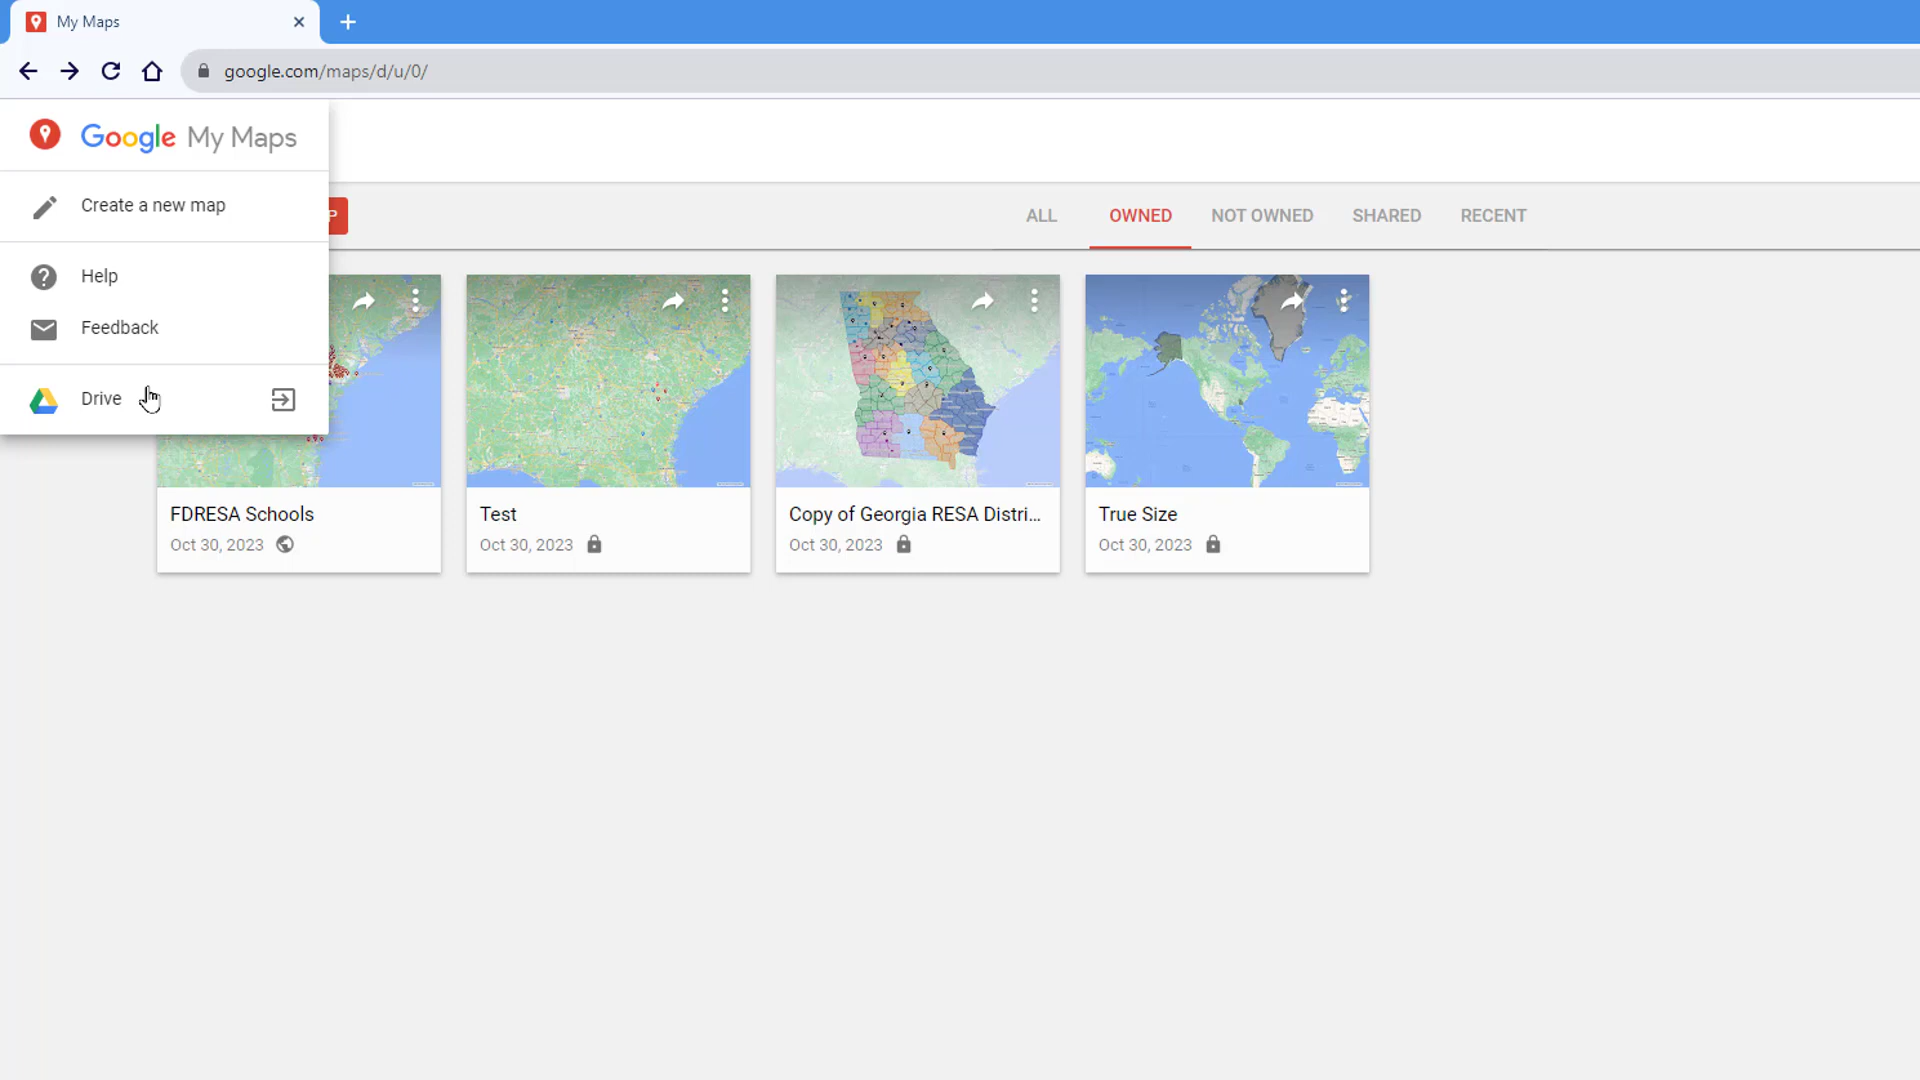 My Maps
google.com/maps/d/u/0/
Google My Maps
Create a new map
P
ALL OWNED NOT OWNED SHARED RECENT
Help
Feedback
Drive
FDRESA Schools
Oct 30, 2023
Test
Oct 30, 2023
Copy of Georgia RESA Distri...
Oct 30, 2023
True Size
Oct 30, 2023